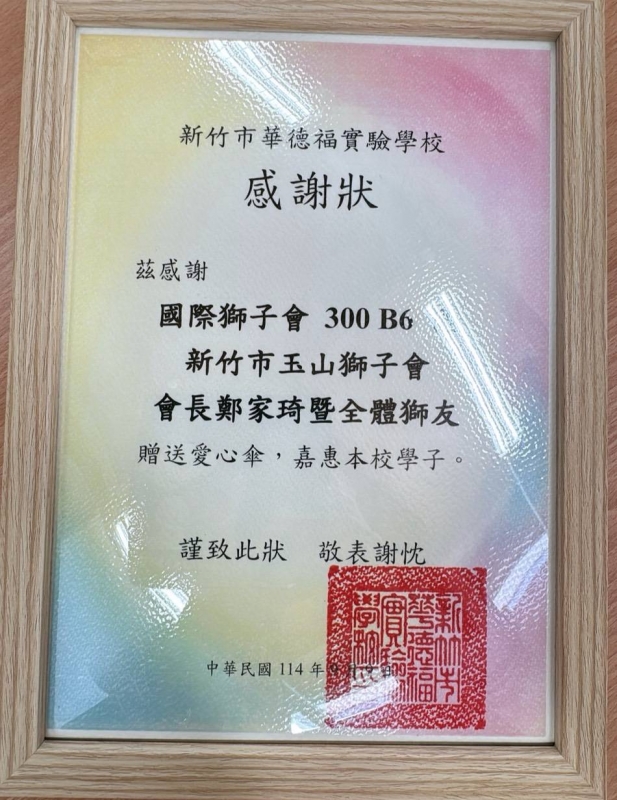 新竹市華德福實驗學校
感謝狀
茲感謝
國際獅子會 300 B6
新竹市玉山獅子會
會長鄭家琦暨全體獅友
贈送愛心傘，嘉惠本校學子。
謹致此狀 敬表謝忱
中華民國 114 年 9 月 日
新竹市華德福實驗學校